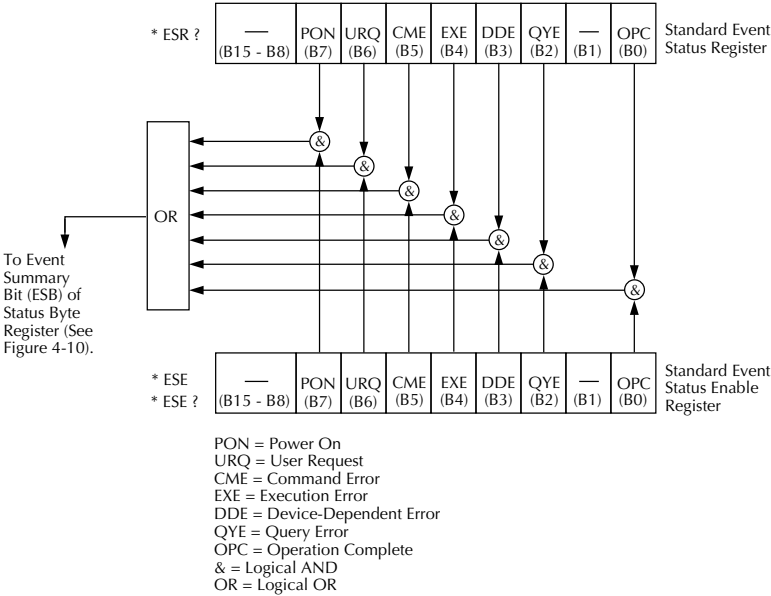 * ESR ?
— PON URQ CME EXE DDE QYE — OPC
(B15 - B8) (B7) (B6) (B5) (B4) (B3) (B2) (B1) (B0)
Standard Event
Status Register
&
&
&
&
&
&
&
OR
To Event
Summary
Bit (ESB) of
Status Byte
Register (See
Figure 4-10).
* ESE
* ESE ?
— PON URQ CME EXE DDE QYE — OPC
(B15 - B8) (B7) (B6) (B5) (B4) (B3) (B2) (B1) (B0)
Standard Event
Status Enable
Register
PON = Power On
URQ = User Request
CME = Command Error
EXE = Execution Error
DDE = Device-Dependent Error
QYE = Query Error
OPC = Operation Complete
& = Logical AND
OR = Logical OR